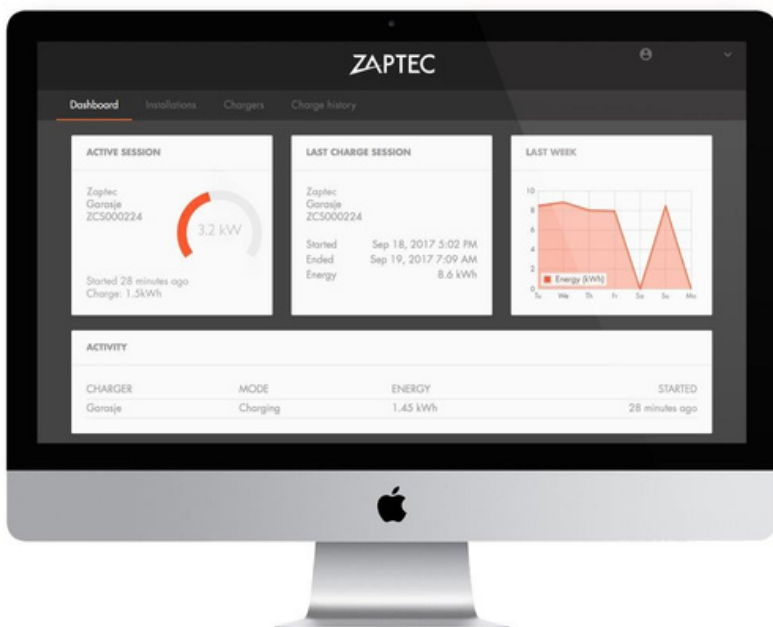 ZAPTEC
Dashboard Installations Chargers Charge history
ACTIVE SESSION
Zaptec
Garasje
ZCS000224
3.2 kW
Started 28 minutes ago
Charge: 1.5kWh
LAST CHARGE SESSION
Zaptec
Garasje
ZCS000224
Started Sep 18, 2017 5:02 PM
Ended Sep 19, 2017 7:09 AM
Energy 8.6 kWh
LAST WEEK
10
8
6
4
2
0
Energy (kWh)
Tu We Th Fr Sa Su Mo
ACTIVITY
CHARGER MODE ENERGY STARTED
Garasje Charging 1.45 kWh 28 minutes ago